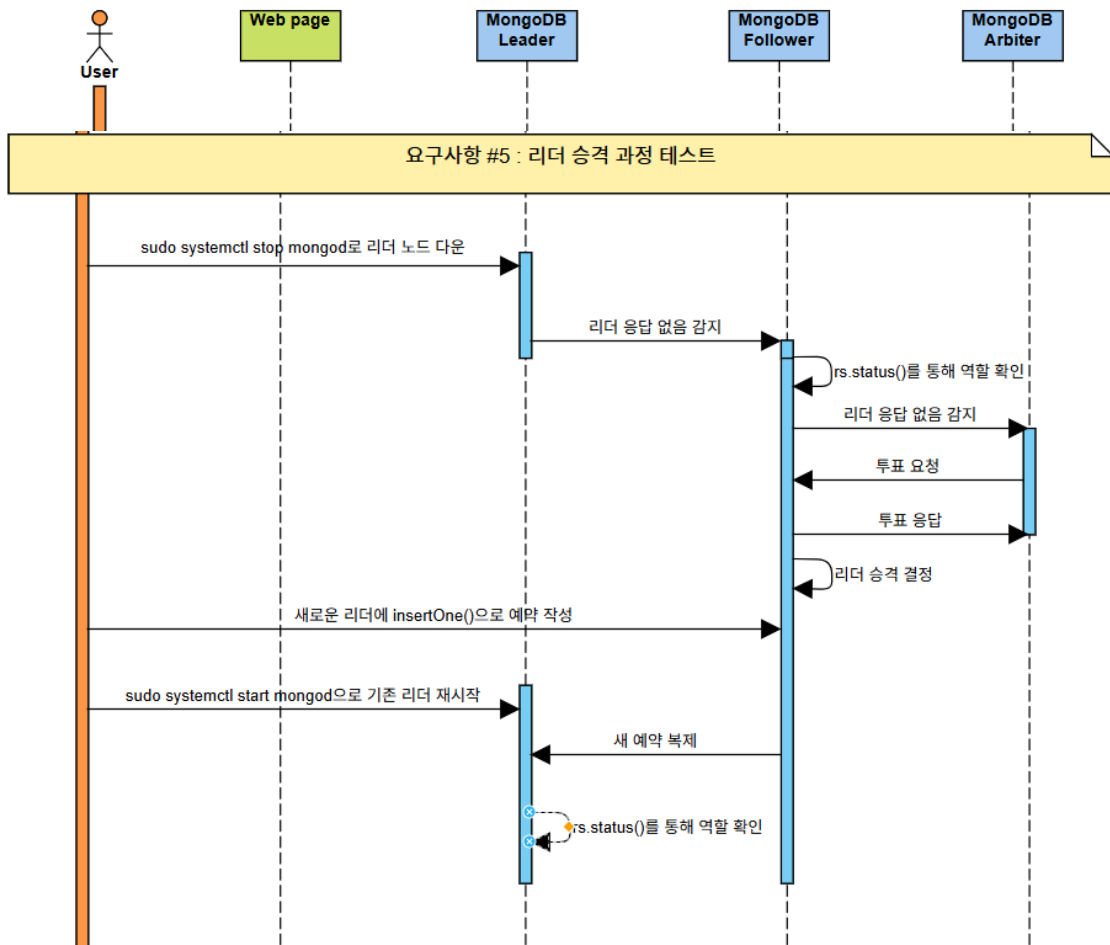 User
Web page
MongoDB
Leader
MongoDB
Follower
MongoDB
Arbiter
요구사항 #5 : 리더 승격 과정 테스트
sudo systemctl stop mongod로 리더 노드 다운
리더 응답 없음 감지
rs.status()를 통해 역할 확인
리더 응답 없음 감지
투표 요청
투표 응답
리더 승격 결정
새로운 리더에 insertOne()으로 예약 작성
sudo systemctl start mongod으로 기존 리더 재시작
새 예약 복제
rs.status()를 통해 역할 확인